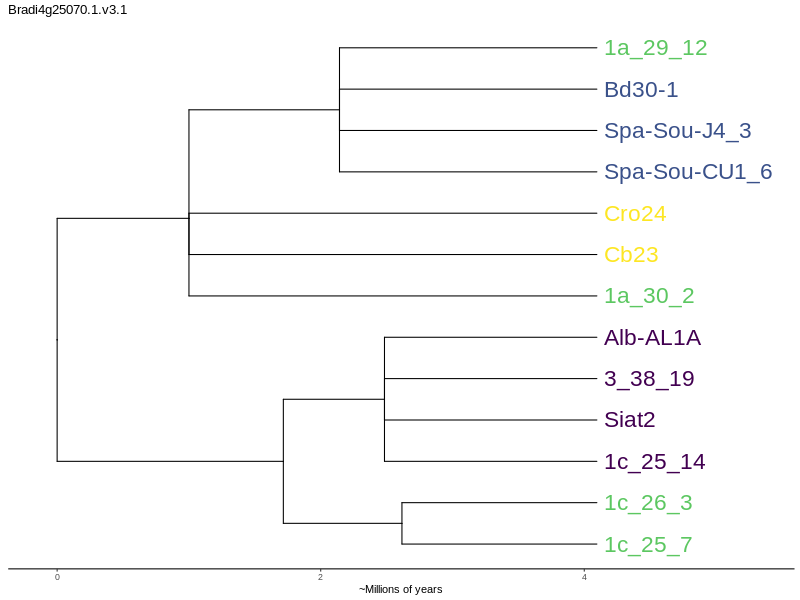 Bradi4g25070.1.v3.1
1a_29_12
Bd30-1
Spa-Sou-J4_3
Spa-Sou-CU1_6
Cro24
Cb23
1a_30_2
Alb-AL1A
3_38_19
Siat2
1c_25_14
1c_26_3
1c_25_7
0 2 4
~Millions of years